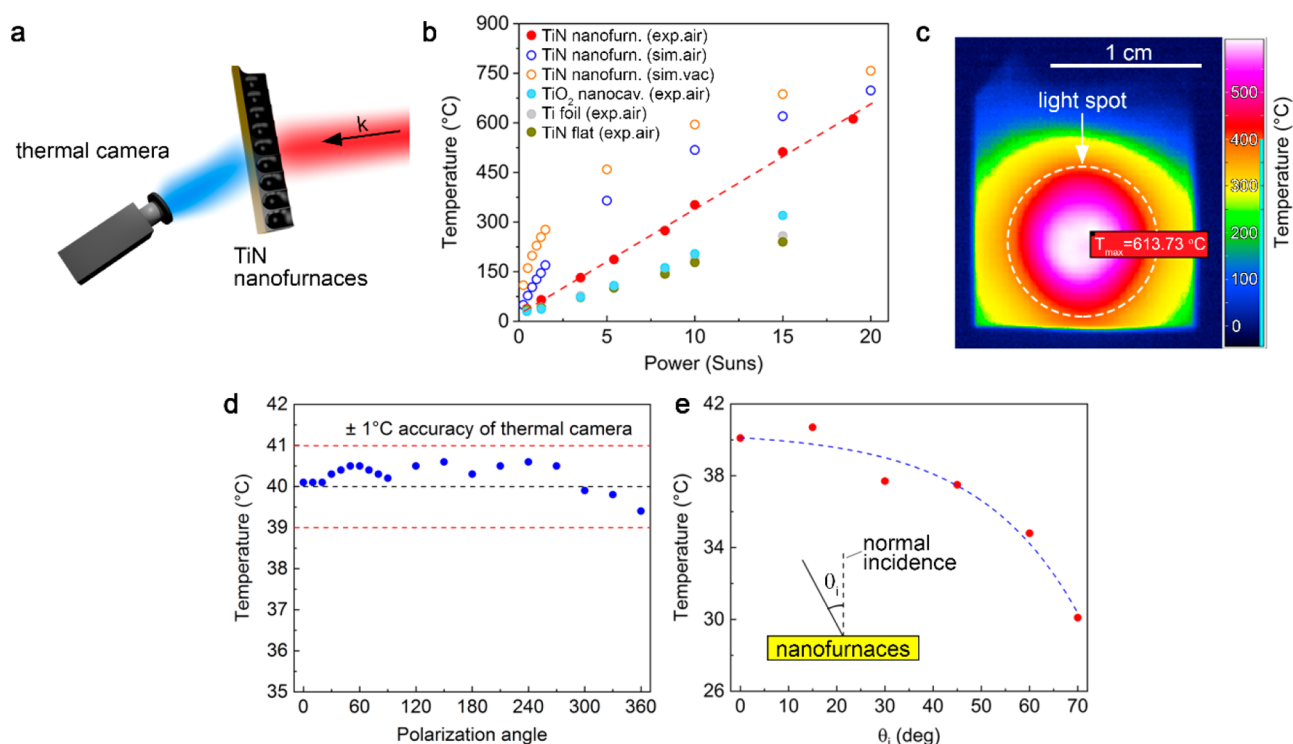 a
k
thermal camera
TiN
nanofurnaces
b
900
750
600
450
300
150
0
Temperature (°C)
TiN nanofurn. (exp.air)
TiN nanofurn. (sim.air)
TiN nanofurn. (sim.vac)
TiO2 nanocav. (exp.air)
Ti foil (exp.air)
TiN flat (exp.air)
0 5 10 15 20
Power (Suns)
c
1 cm
light spot
Tmax=613.73 °C
500
400
300
200
100
0
Temperature (°C)
d
42
41
40
39
38
37
36
35
Temperature (°C)
± 1°C accuracy of thermal camera
0 60 120 180 240 300 360
Polarization angle
e
42
38
34
30
26
Temperature (°C)
normal
incidence
θi
nanofurnaces
0 10 20 30 40 50 60 70
θi (deg)